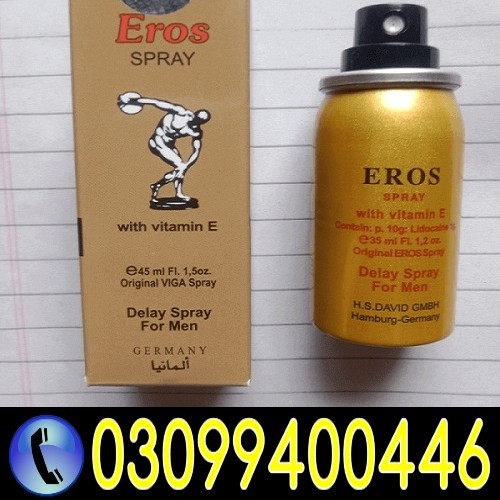 Eros
SPRAY
with vitamin E
℮45 ml Fl. 1,5oz.
Original VIGA Spray
Delay Spray
For Men
GERMANY
ألمانيا
EROS
SPRAY
with vitamin E
Contain: p. 10g: Lidocaine
℮35 ml Fl. 1,2 oz.
Original EROS Spray
Delay Spray
For Men
H.S.DAVID GMBH
Hamburg-Germany
03099400446